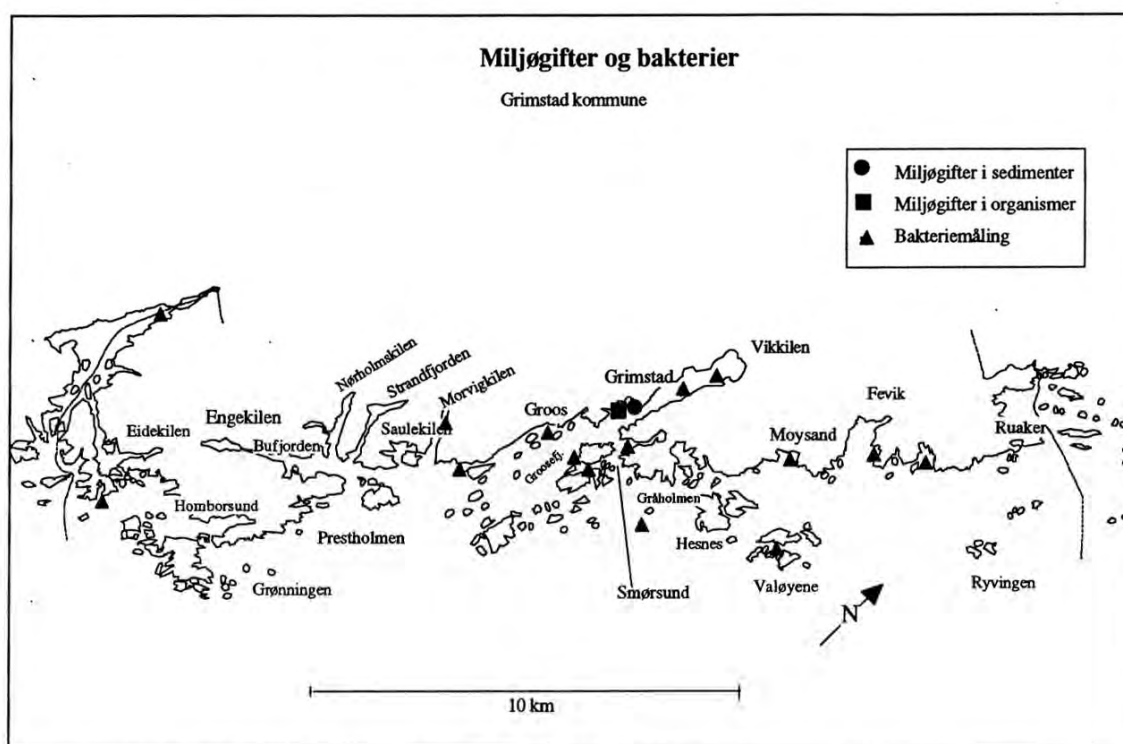 Miljøgifter og bakterier
Grimstad kommune
Miljøgifter i sedimenter
Miljøgifter i organismer
Bakteriemåling
Nørholmskilen
Strandfjorden
Morvigkilen
Vikkilen
Grimstad
Fevik
Engekilen
Groos
Eidekilen
Bufjorden
Saulekilen
Ruaker
Moysand
Groosefj.
Homborsund
Gråholmen
Prestholmen
Hesnes
Grønningen
Smørsund
Valøyene
Ryvingen
N
10 km